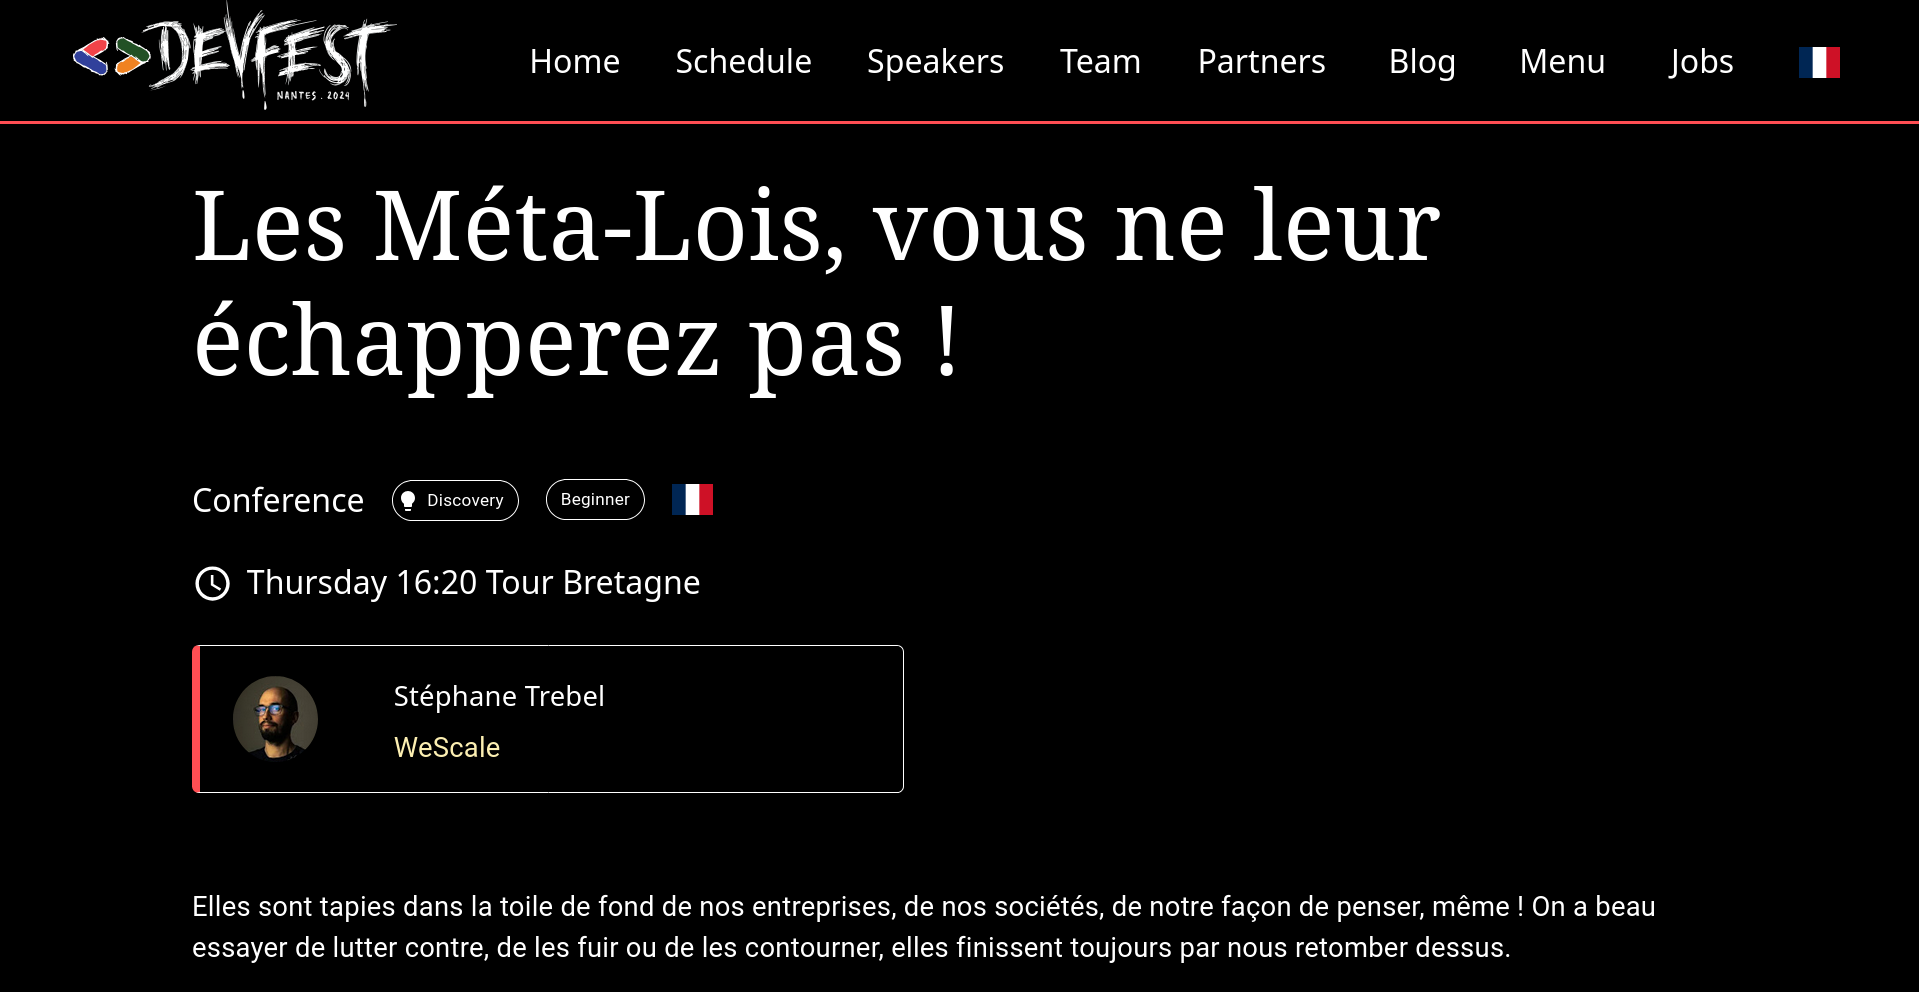 DEVFEST
NANTES . 2024
Home Schedule Speakers Team Partners Blog Menu Jobs
Les Méta-Lois, vous ne leur
échapperez pas !
Conference Discovery Beginner
Thursday 16:20 Tour Bretagne
Stéphane Trebel
WeScale
Elles sont tapies dans la toile de fond de nos entreprises, de nos sociétés, de notre façon de penser, même ! On a beau
essayer de lutter contre, de les fuir ou de les contourner, elles finissent toujours par nous retomber dessus.